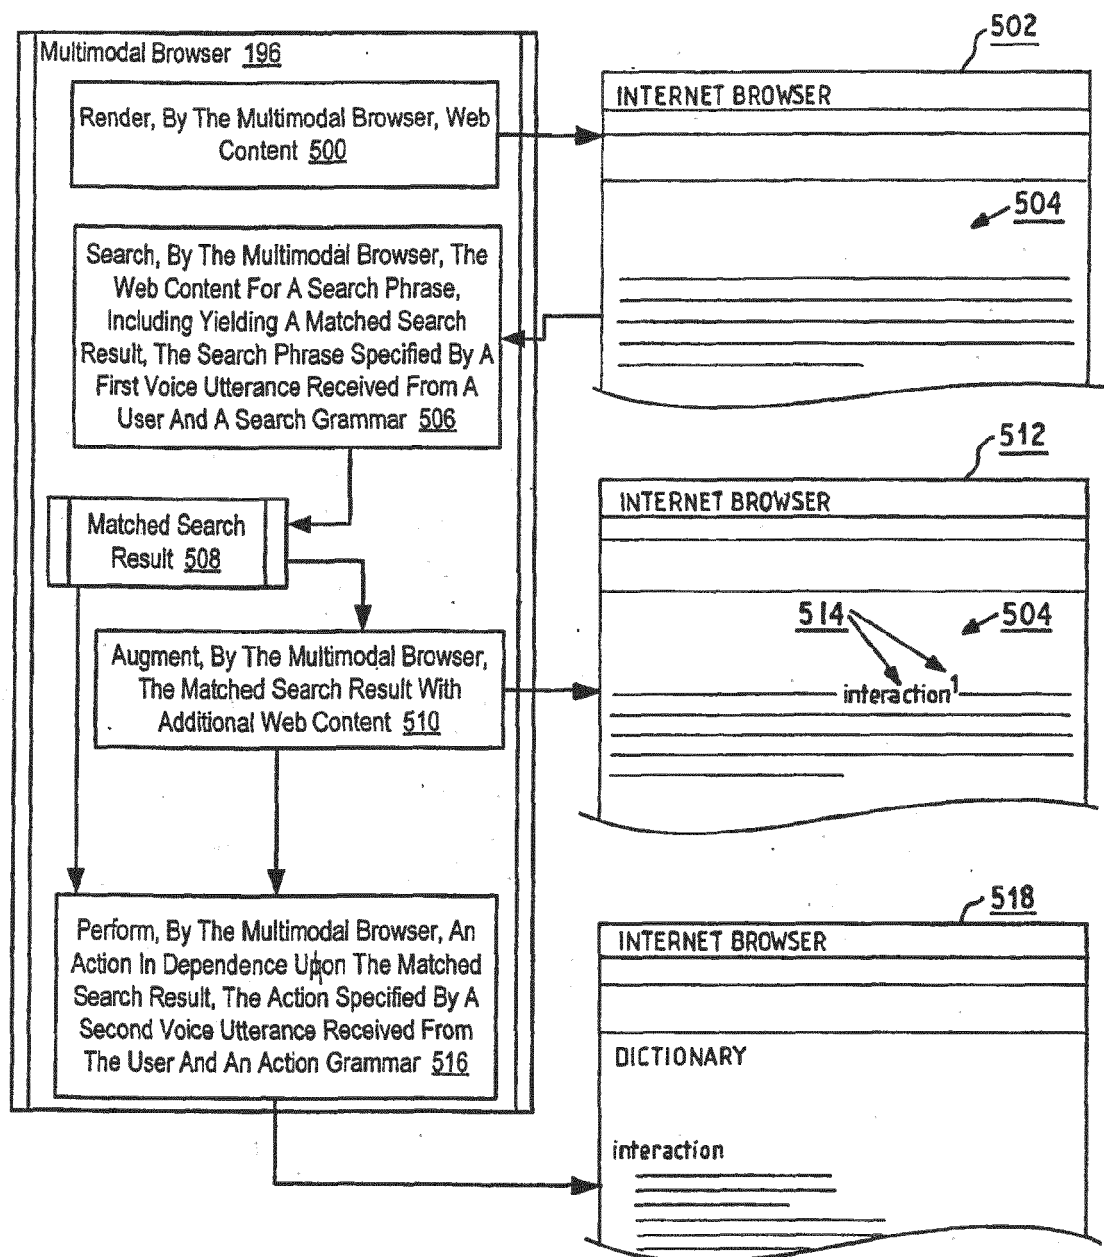 Multimodal Browser 196
Render, By The Multimodal Browser, Web
Content 500
Search, By The Multimodal Browser, The
Web Content For A Search Phrase,
Including Yielding A Matched Search
Result, The Search Phrase Specified By A
First Voice Utterance Received From A
User And A Search Grammar 506
Matched Search
Result 508
Augment, By The Multimodal Browser,
The Matched Search Result With
Additional Web Content 510
Perform, By The Multimodal Browser, An
Action In Dependence Upon The Matched
Search Result, The Action Specified By A
Second Voice Utterance Received From
The User And An Action Grammar 516
502
INTERNET BROWSER
504
512
INTERNET BROWSER
514
504
interaction1
518
INTERNET BROWSER
DICTIONARY
interaction